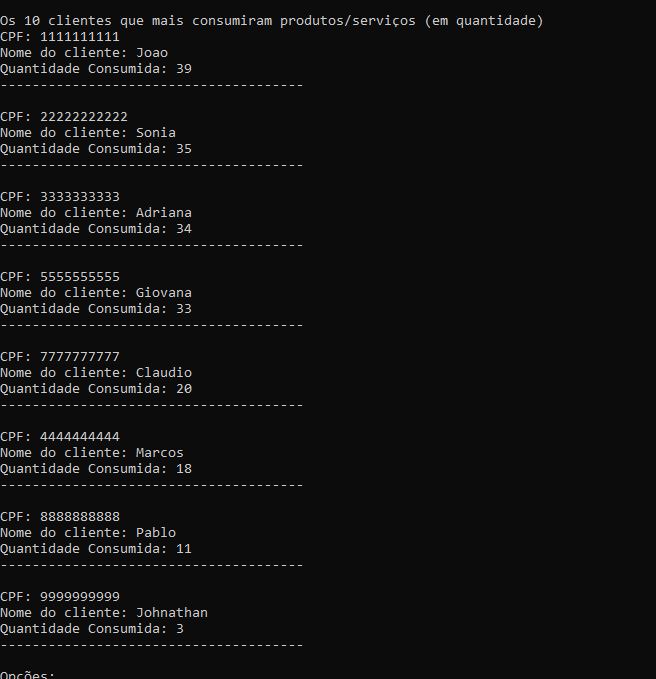 Os 10 clientes que mais consumiram produtos/serviços (em quantidade)
CPF: 1111111111
Nome do cliente: Joao
Quantidade Consumida: 39
--------------------------------------
CPF: 22222222222
Nome do cliente: Sonia
Quantidade Consumida: 35
--------------------------------------
CPF: 3333333333
Nome do cliente: Adriana
Quantidade Consumida: 34
--------------------------------------
CPF: 5555555555
Nome do cliente: Giovana
Quantidade Consumida: 33
--------------------------------------
CPF: 7777777777
Nome do cliente: Claudio
Quantidade Consumida: 20
--------------------------------------
CPF: 4444444444
Nome do cliente: Marcos
Quantidade Consumida: 18
--------------------------------------
CPF: 8888888888
Nome do cliente: Pablo
Quantidade Consumida: 11
--------------------------------------
CPF: 9999999999
Nome do cliente: Johnathan
Quantidade Consumida: 3
--------------------------------------
Opções: